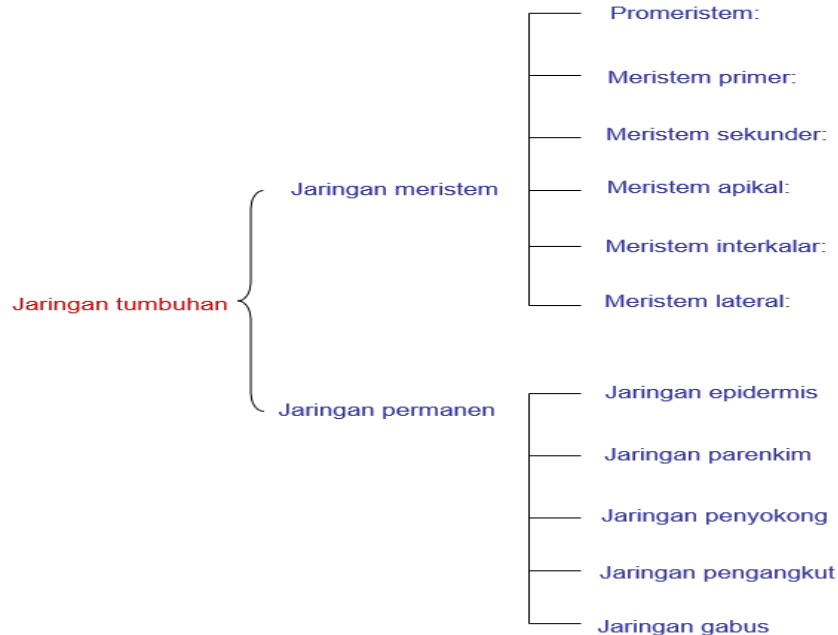 Promeristem:
Meristem primer:
Meristem sekunder:
Jaringan meristem
Meristem apikal:
Meristem interkalar:
Jaringan tumbuhan
Meristem lateral:
Jaringan epidermis
Jaringan permanen
Jaringan parenkim
Jaringan penyokong
Jaringan pengangkut
Jaringan gabus